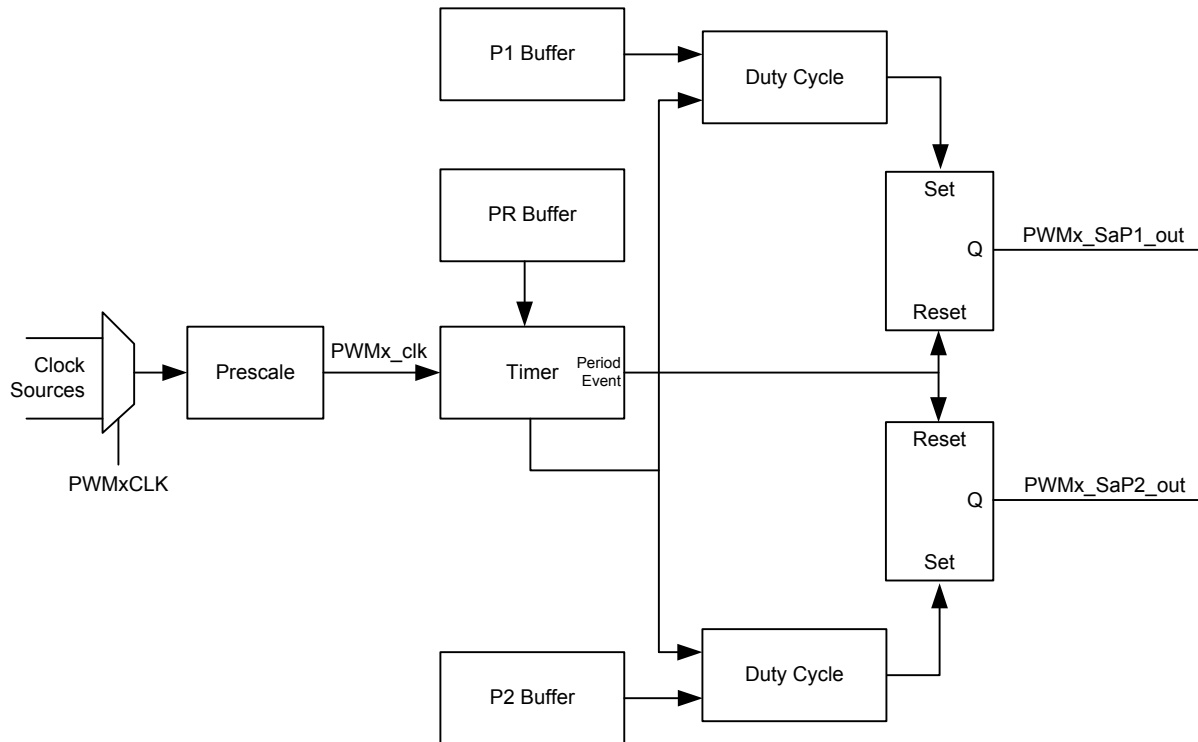 P1 Buffer
Duty Cycle
PR Buffer
Set
Q
Reset
PWMx_SaP1_out
Clock
Sources
Prescale
PWMx_clk
Timer
Period
Event
PWMxCLK
Reset
Q
Set
PWMx_SaP2_out
P2 Buffer
Duty Cycle